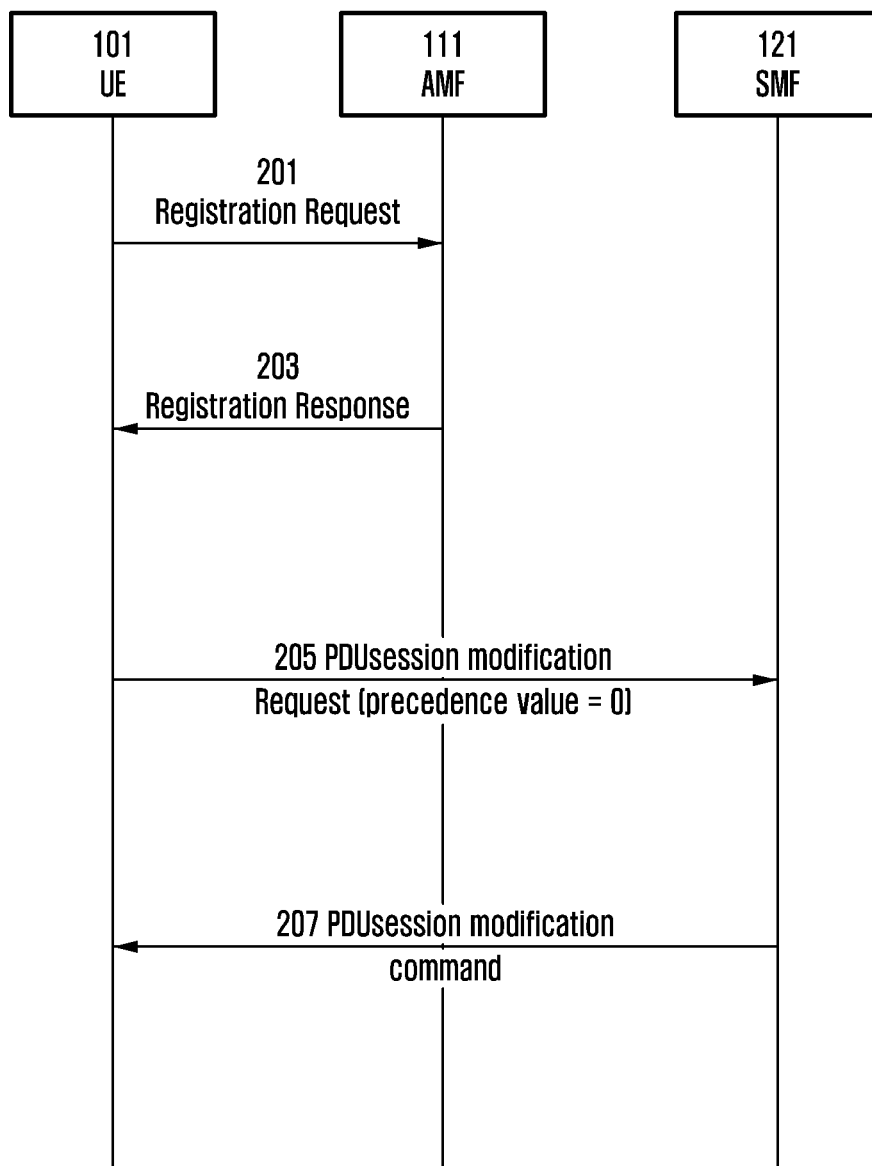 101
UE
111
AMF
121
SMF
201
Registration Request
203
Registration Response
205 PDUsession modification
Request (precedence value = 0)
207 PDUsession modification
command